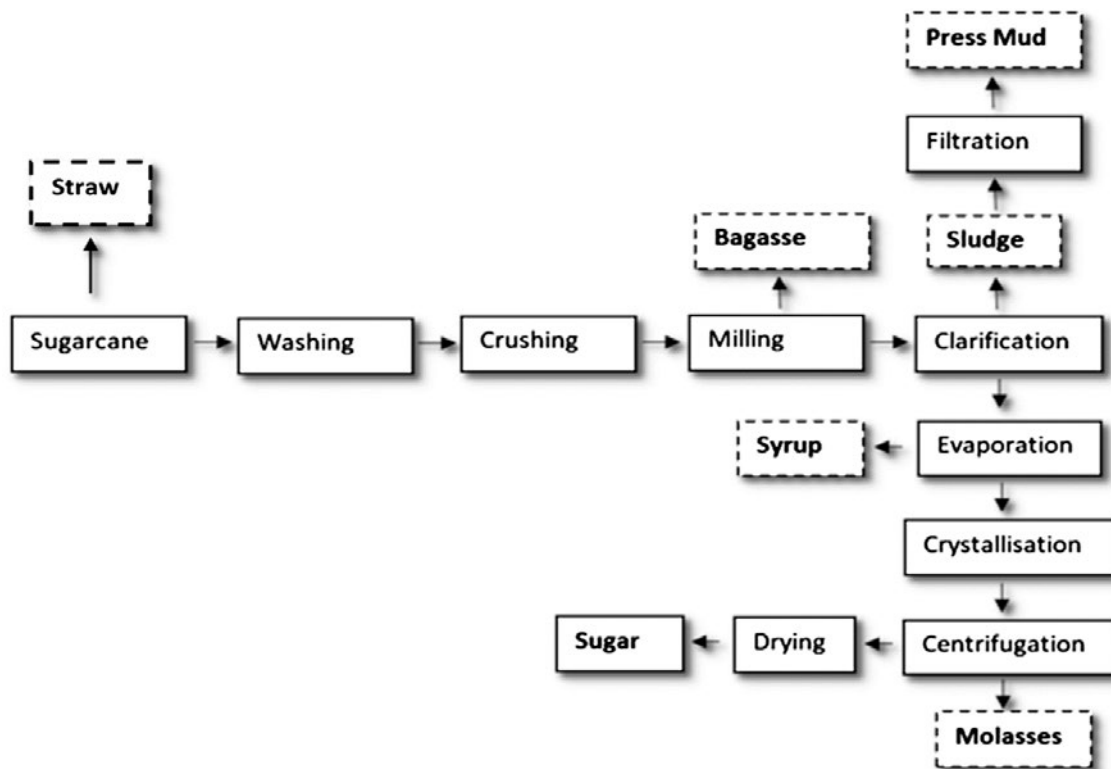 Press Mud
Filtration
Straw
Bagasse
Sludge
Sugarcane
Washing
Crushing
Milling
Clarification
Syrup
Evaporation
Crystallisation
Sugar
Drying
Centrifugation
Molasses